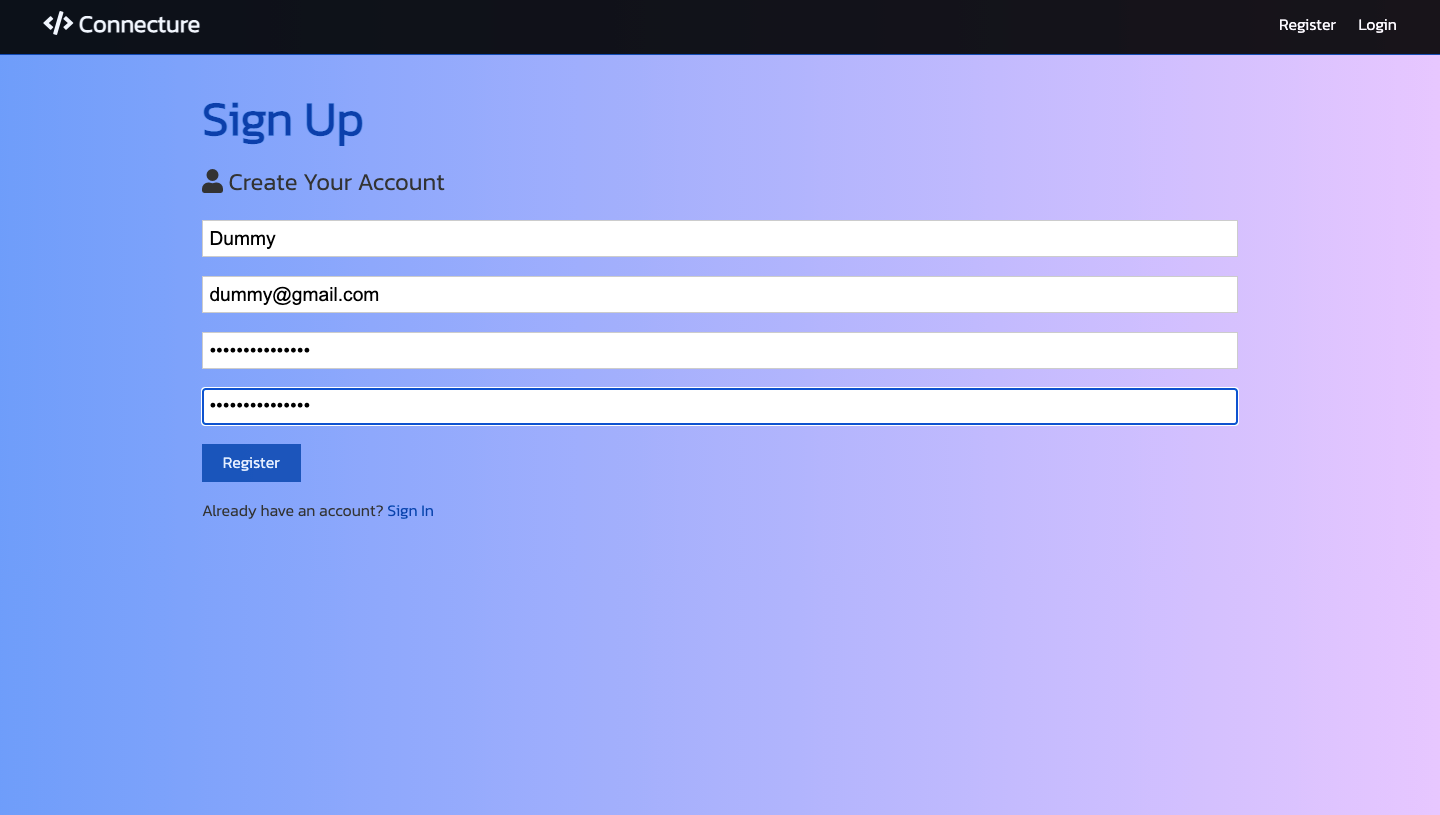 Connecture
Register Login
Sign Up
Create Your Account
Dummy
dummy@gmail.com
•••••••••••••••
•••••••••••••••
Register
Already have an account? Sign In